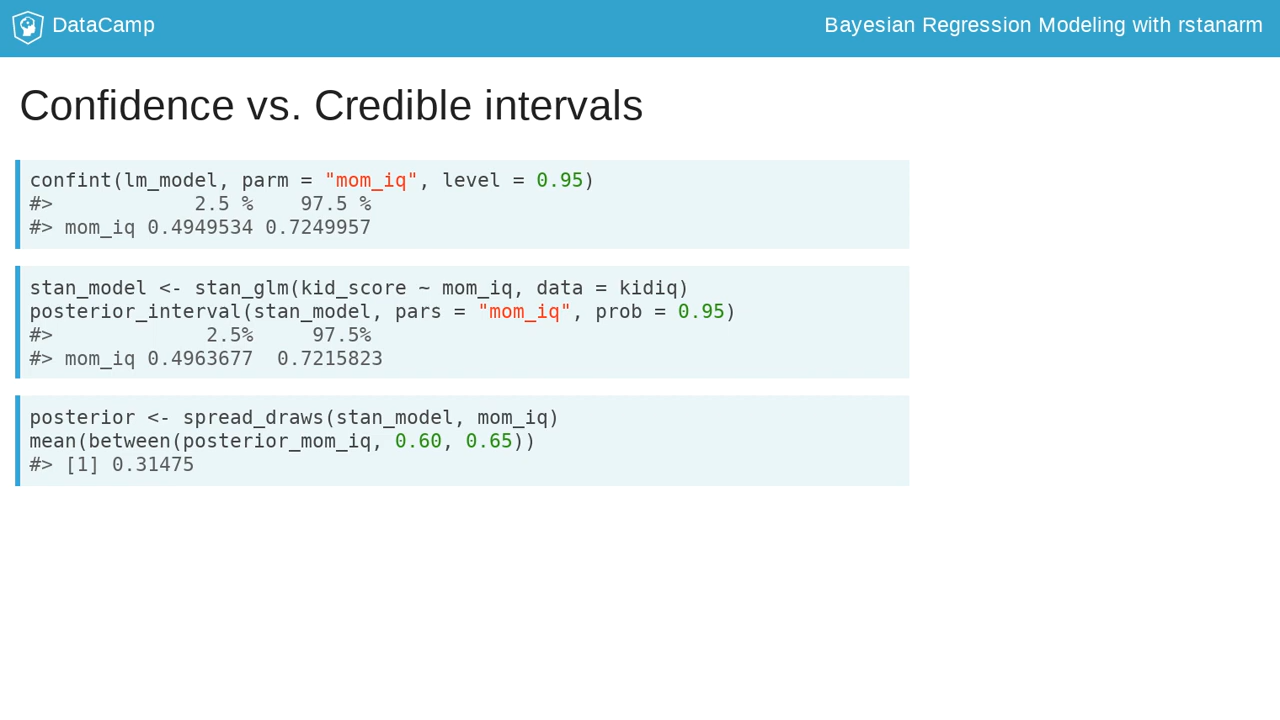 DataCamp
Bayesian Regression Modeling with rstanarm
Confidence vs. Credible intervals
confint(lm_model, parm = "mom_iq", level = 0.95)
#>            2.5 %    97.5 %
#> mom_iq 0.4949534 0.7249957
stan_model <- stan_glm(kid_score ~ mom_iq, data = kidiq)
posterior_interval(stan_model, pars = "mom_iq", prob = 0.95)
#>             2.5%     97.5%
#> mom_iq 0.4963677  0.7215823
posterior <- spread_draws(stan_model, mom_iq)
mean(between(posterior_mom_iq, 0.60, 0.65))
#> [1] 0.31475